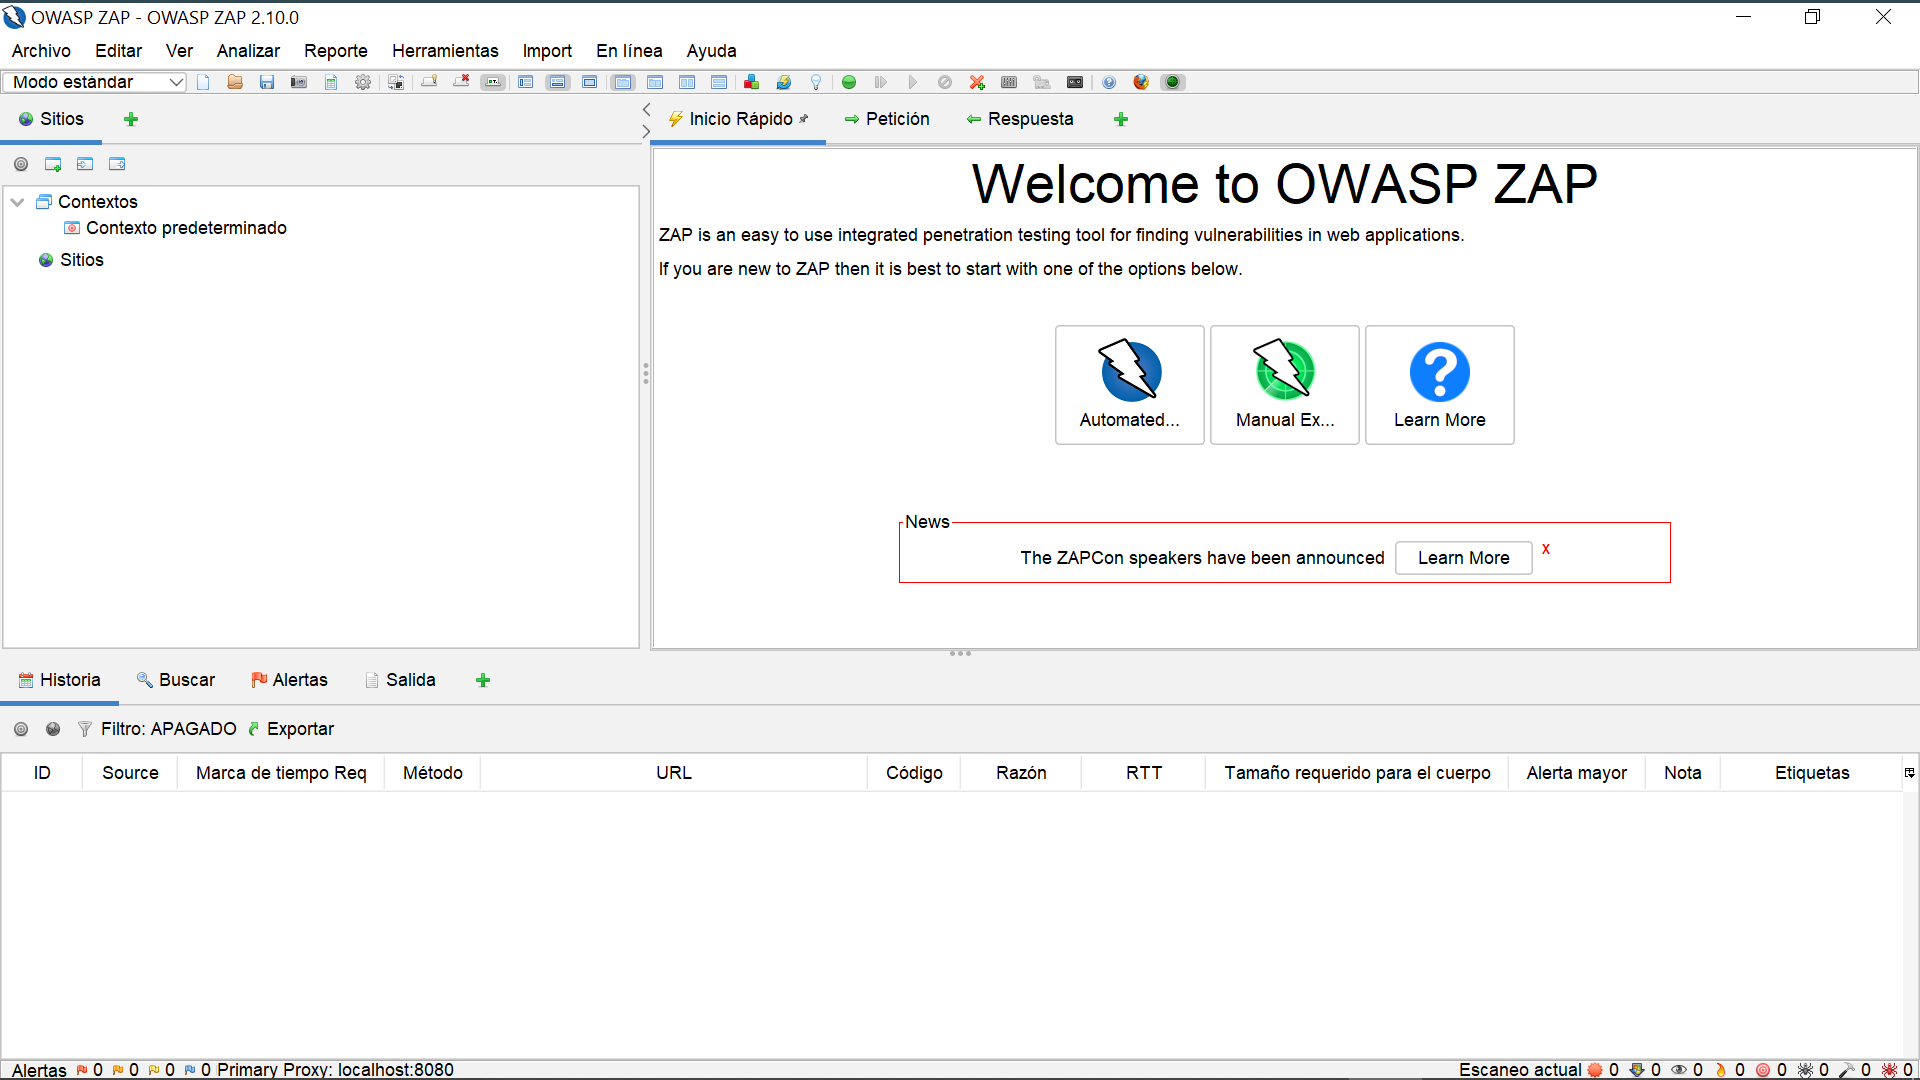 OWASP ZAP - OWASP ZAP 2.10.0
Archivo Editar Ver Analizar Reporte Herramientas Import En línea Ayuda
Modo estándar
Sitios
Inicio Rápido Petición Respuesta
Contextos
Contexto predeterminado
Sitios
Welcome to OWASP ZAP
ZAP is an easy to use integrated penetration testing tool for finding vulnerabilities in web applications.
If you are new to ZAP then it is best to start with one of the options below.
Automated... Manual Ex... Learn More
News
The ZAPCon speakers have been announced Learn More X
Historia Buscar Alertas Salida
Filtro: APAGADO Exportar
ID Source Marca de tiempo Req Método URL Código Razón RTT Tamaño requerido para el cuerpo Alerta mayor Nota Etiquetas
Alertas 0 0 0 0 Primary Proxy: localhost:8080 Escaneo actual 0 0 0 0 0 0 0 0